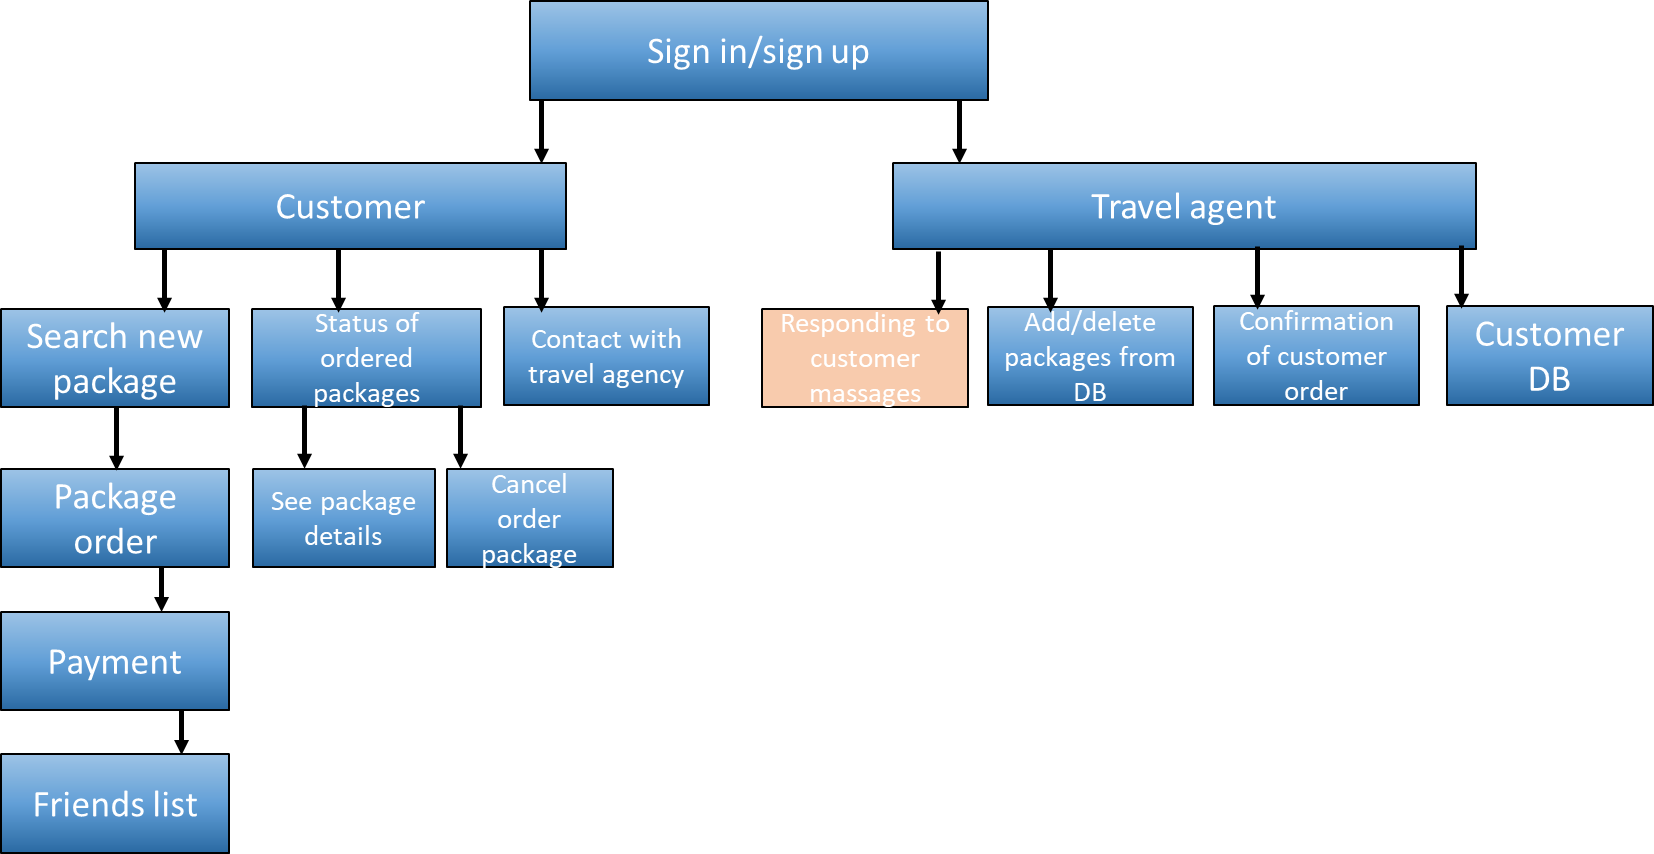 Sign in/sign up
Customer
Travel agent
Search new
package
Status of
ordered
packages
Contact with
travel agency
Responding to
customer
massages
Add/delete
packages from
DB
Confirmation
of customer
order
Customer
DB
Package
order
See package
details
Cancel
order
package
Payment
Friends list